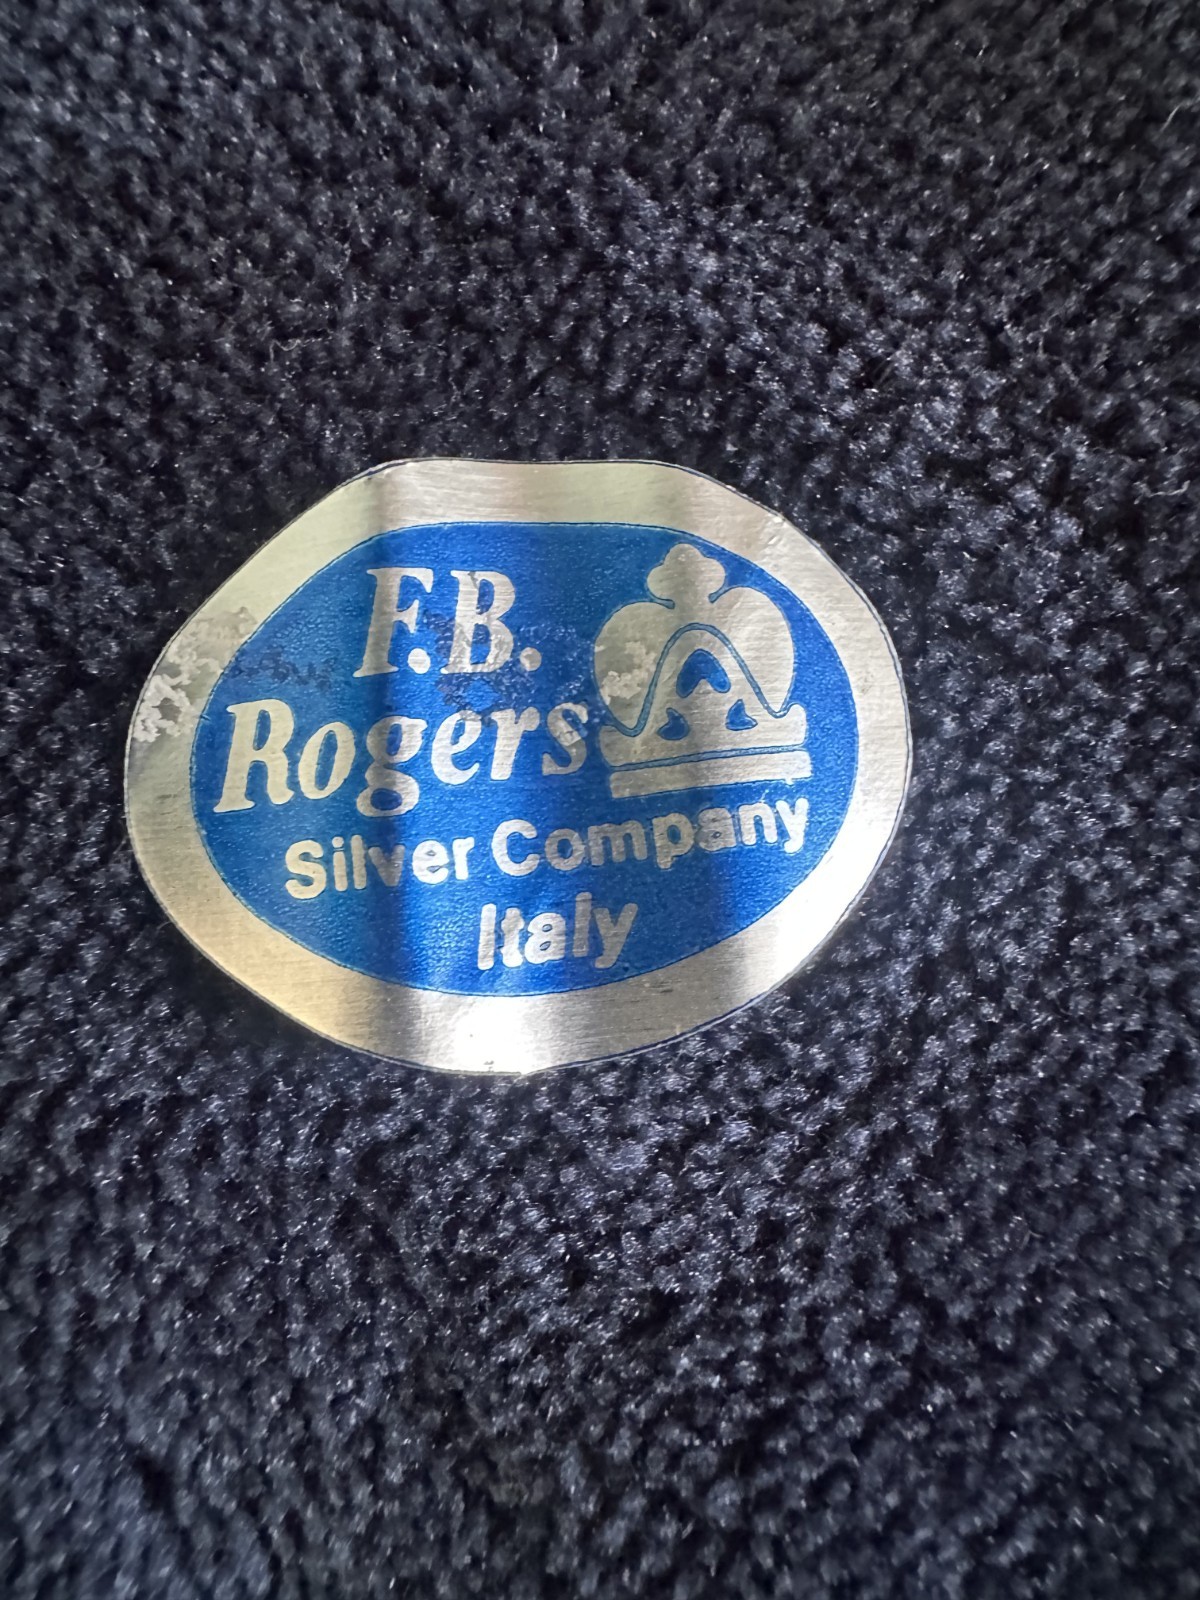 F.B.
Rogers
Silver Company
Italy